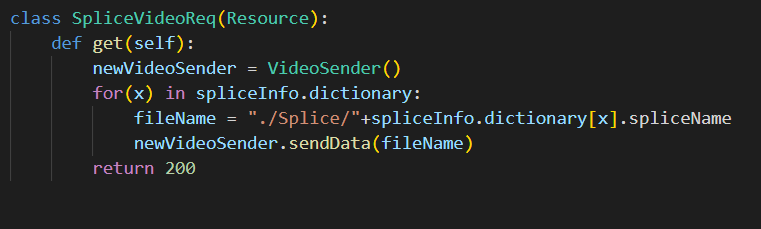 class SpliceVideoReq(Resource):
    def get(self):
        newVideoSender = VideoSender()
        for(x) in spliceInfo.dictionary:
            fileName = "./Splice/"+spliceInfo.dictionary[x].spliceName
            newVideoSender.sendData(fileName)
        return 200